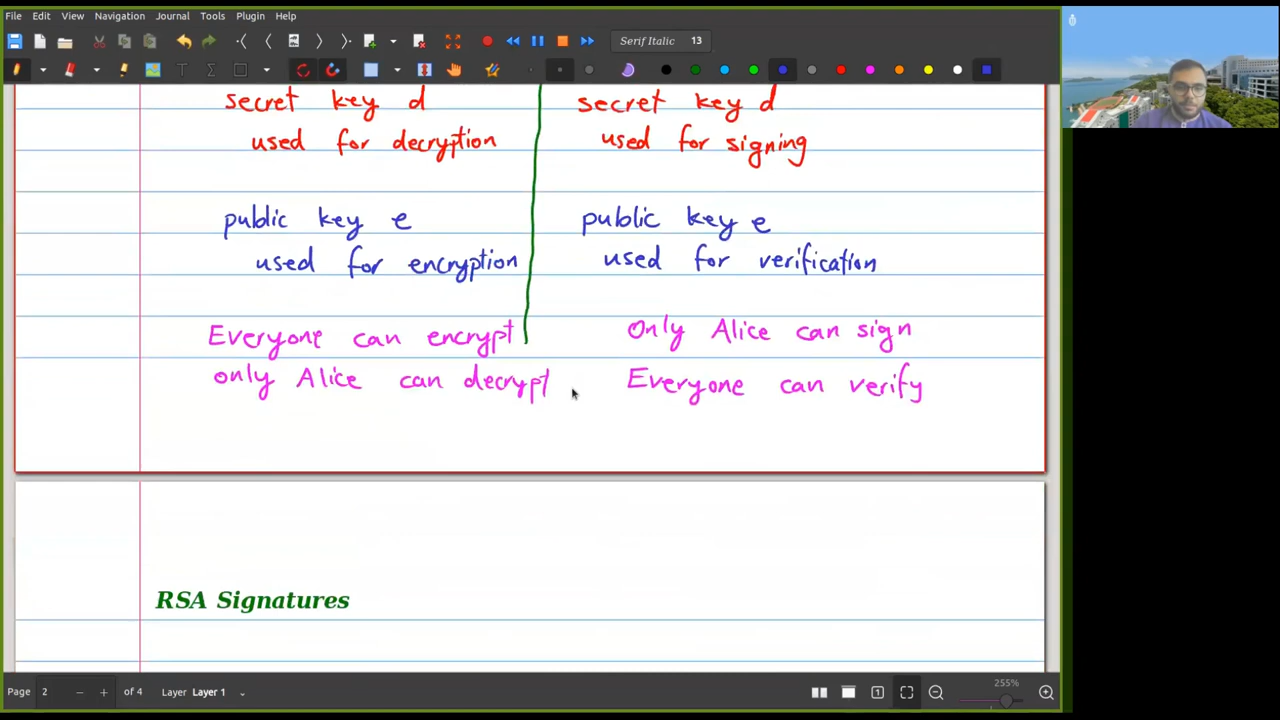 File Edit View Navigation Journal Tools Plugin Help
Serif Italic 13
secret key d
used for decryption
public key e
used for encryption
Everyone can encrypt
only Alice can decrypt
secret key d
used for signing
public key e
used for verification
Only Alice can sign
Everyone can verify
RSA Signatures
Page 2 of 4 Layer Layer 1
255%